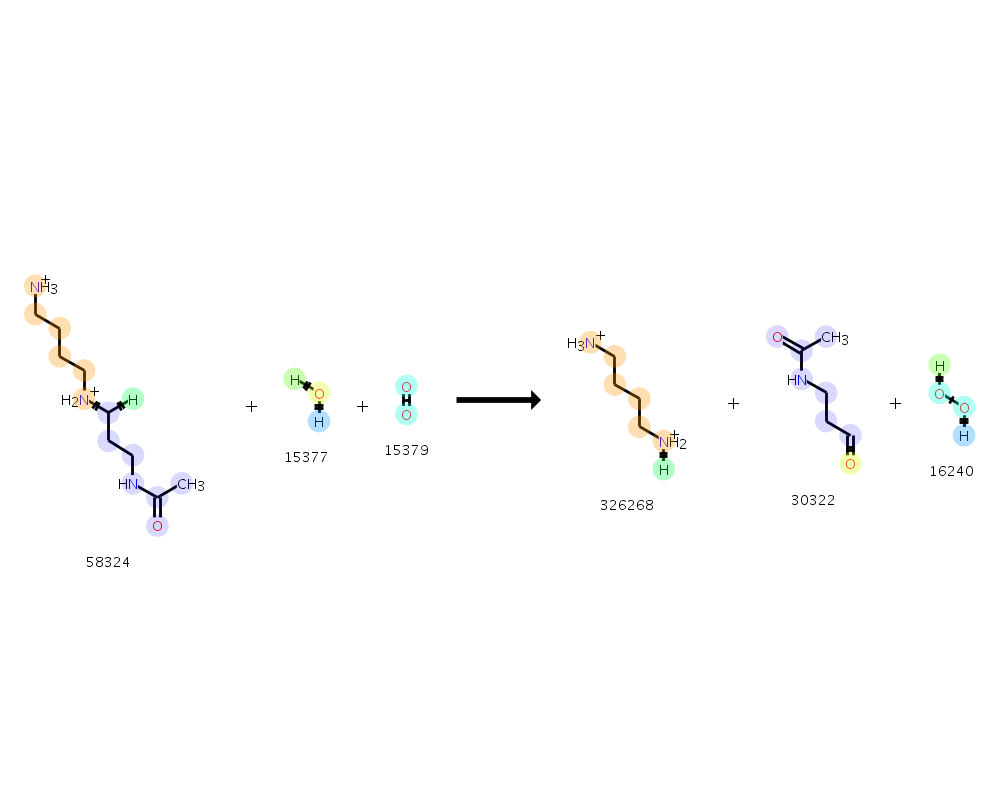 NH3+
H2N+
H
HN
CH3
O
58324
+
H
O
H
15377
+
O
O
15379
H3N+
NH2+
H
326268
+
O
CH3
HN
O
30322
+
H
O
O
H
16240